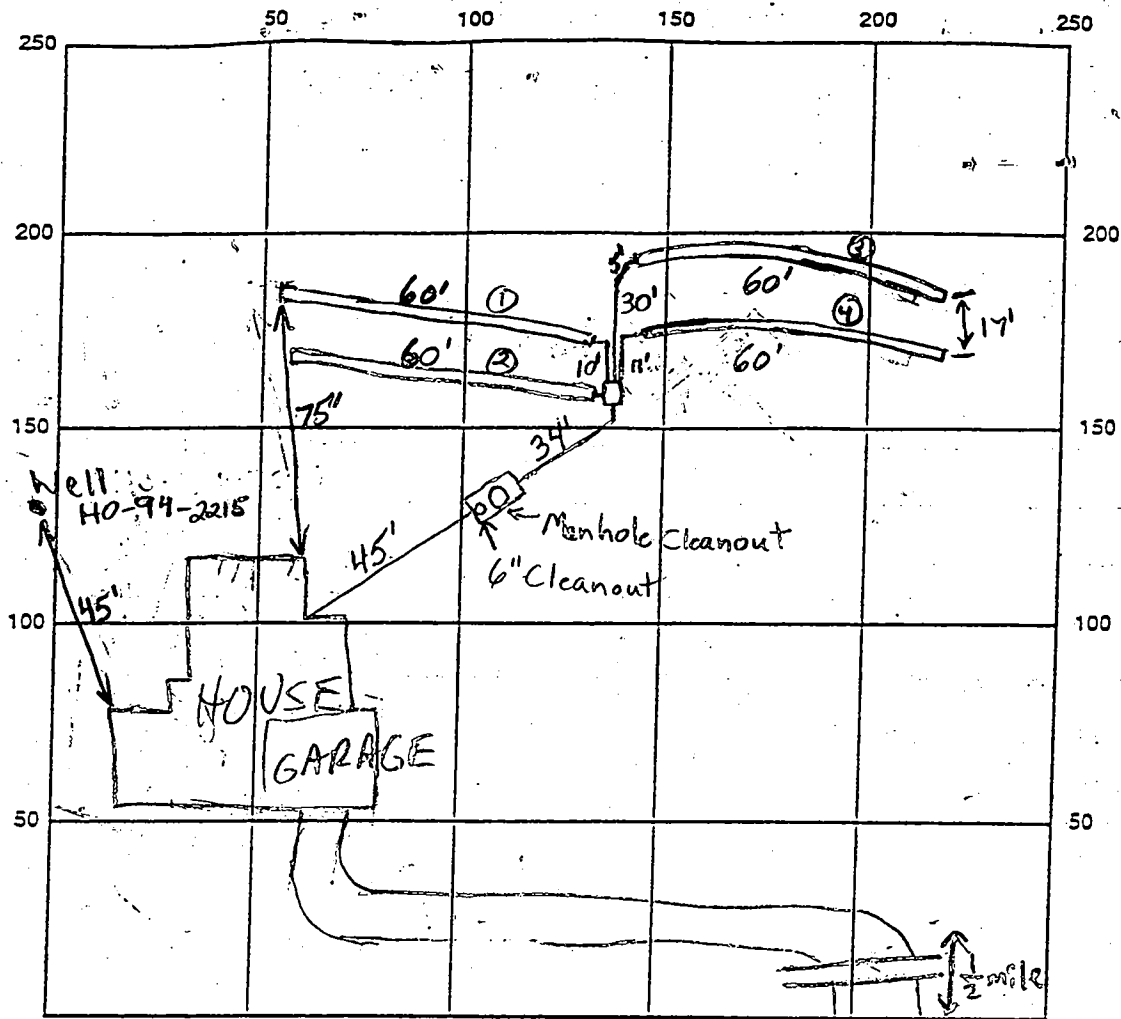 50 100 150 200 250
250
200 200
③
5'
60' ① 30' 60'
④ 17'
60' ② 10' 11' 60'
75"
150 150
34'
Well
HO-94-2215
Manhole Cleanout
45'
6" Cleanout
45'
100 100
HOUSE
GARAGE
50 50
1/2 mile